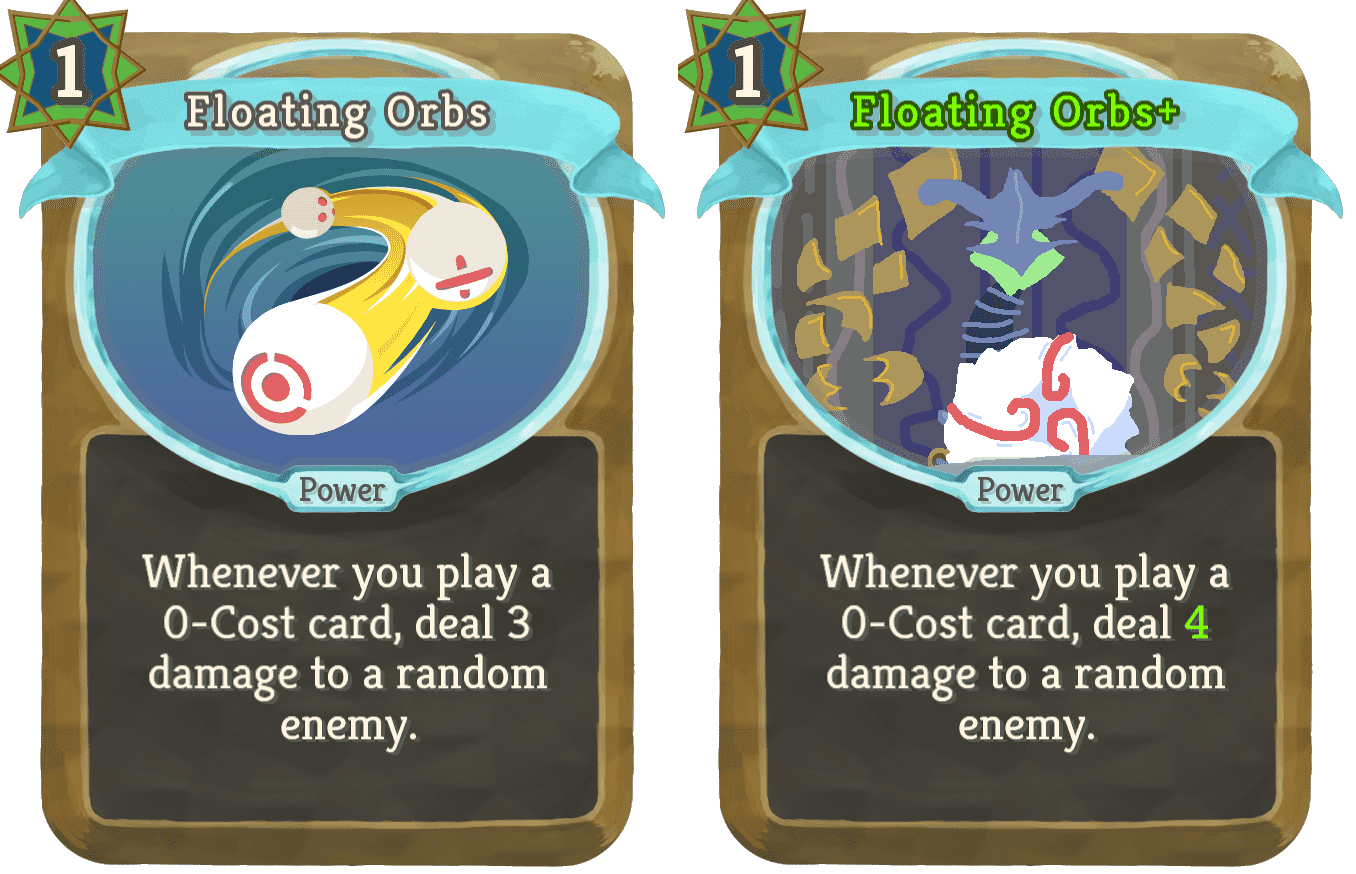 1
Floating Orbs
Power
Whenever you play a
0-Cost card, deal 3
damage to a random
enemy.
1
Floating Orbs+
Power
Whenever you play a
0-Cost card, deal 4
damage to a random
enemy.